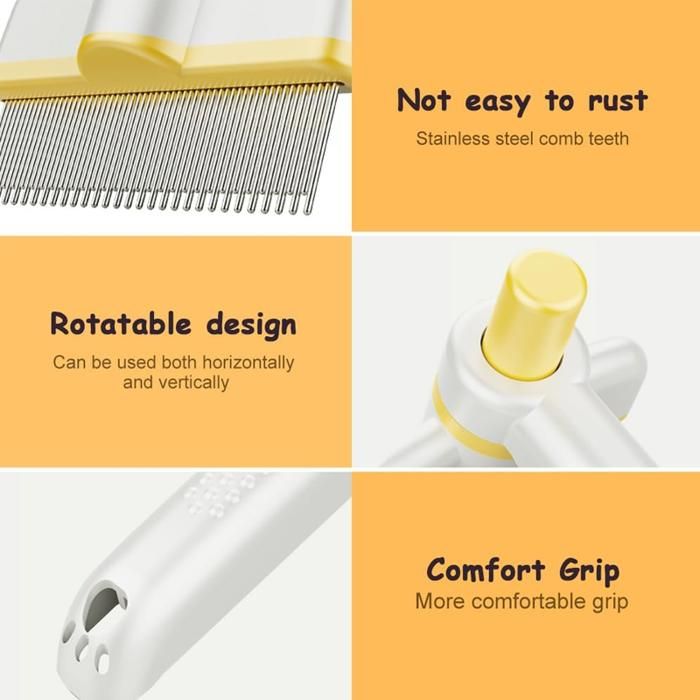 Not easy to rust
Stainless steel comb teeth
Rotatable design
Can be used both horizontally
and vertically
Comfort Grip
More comfortable grip